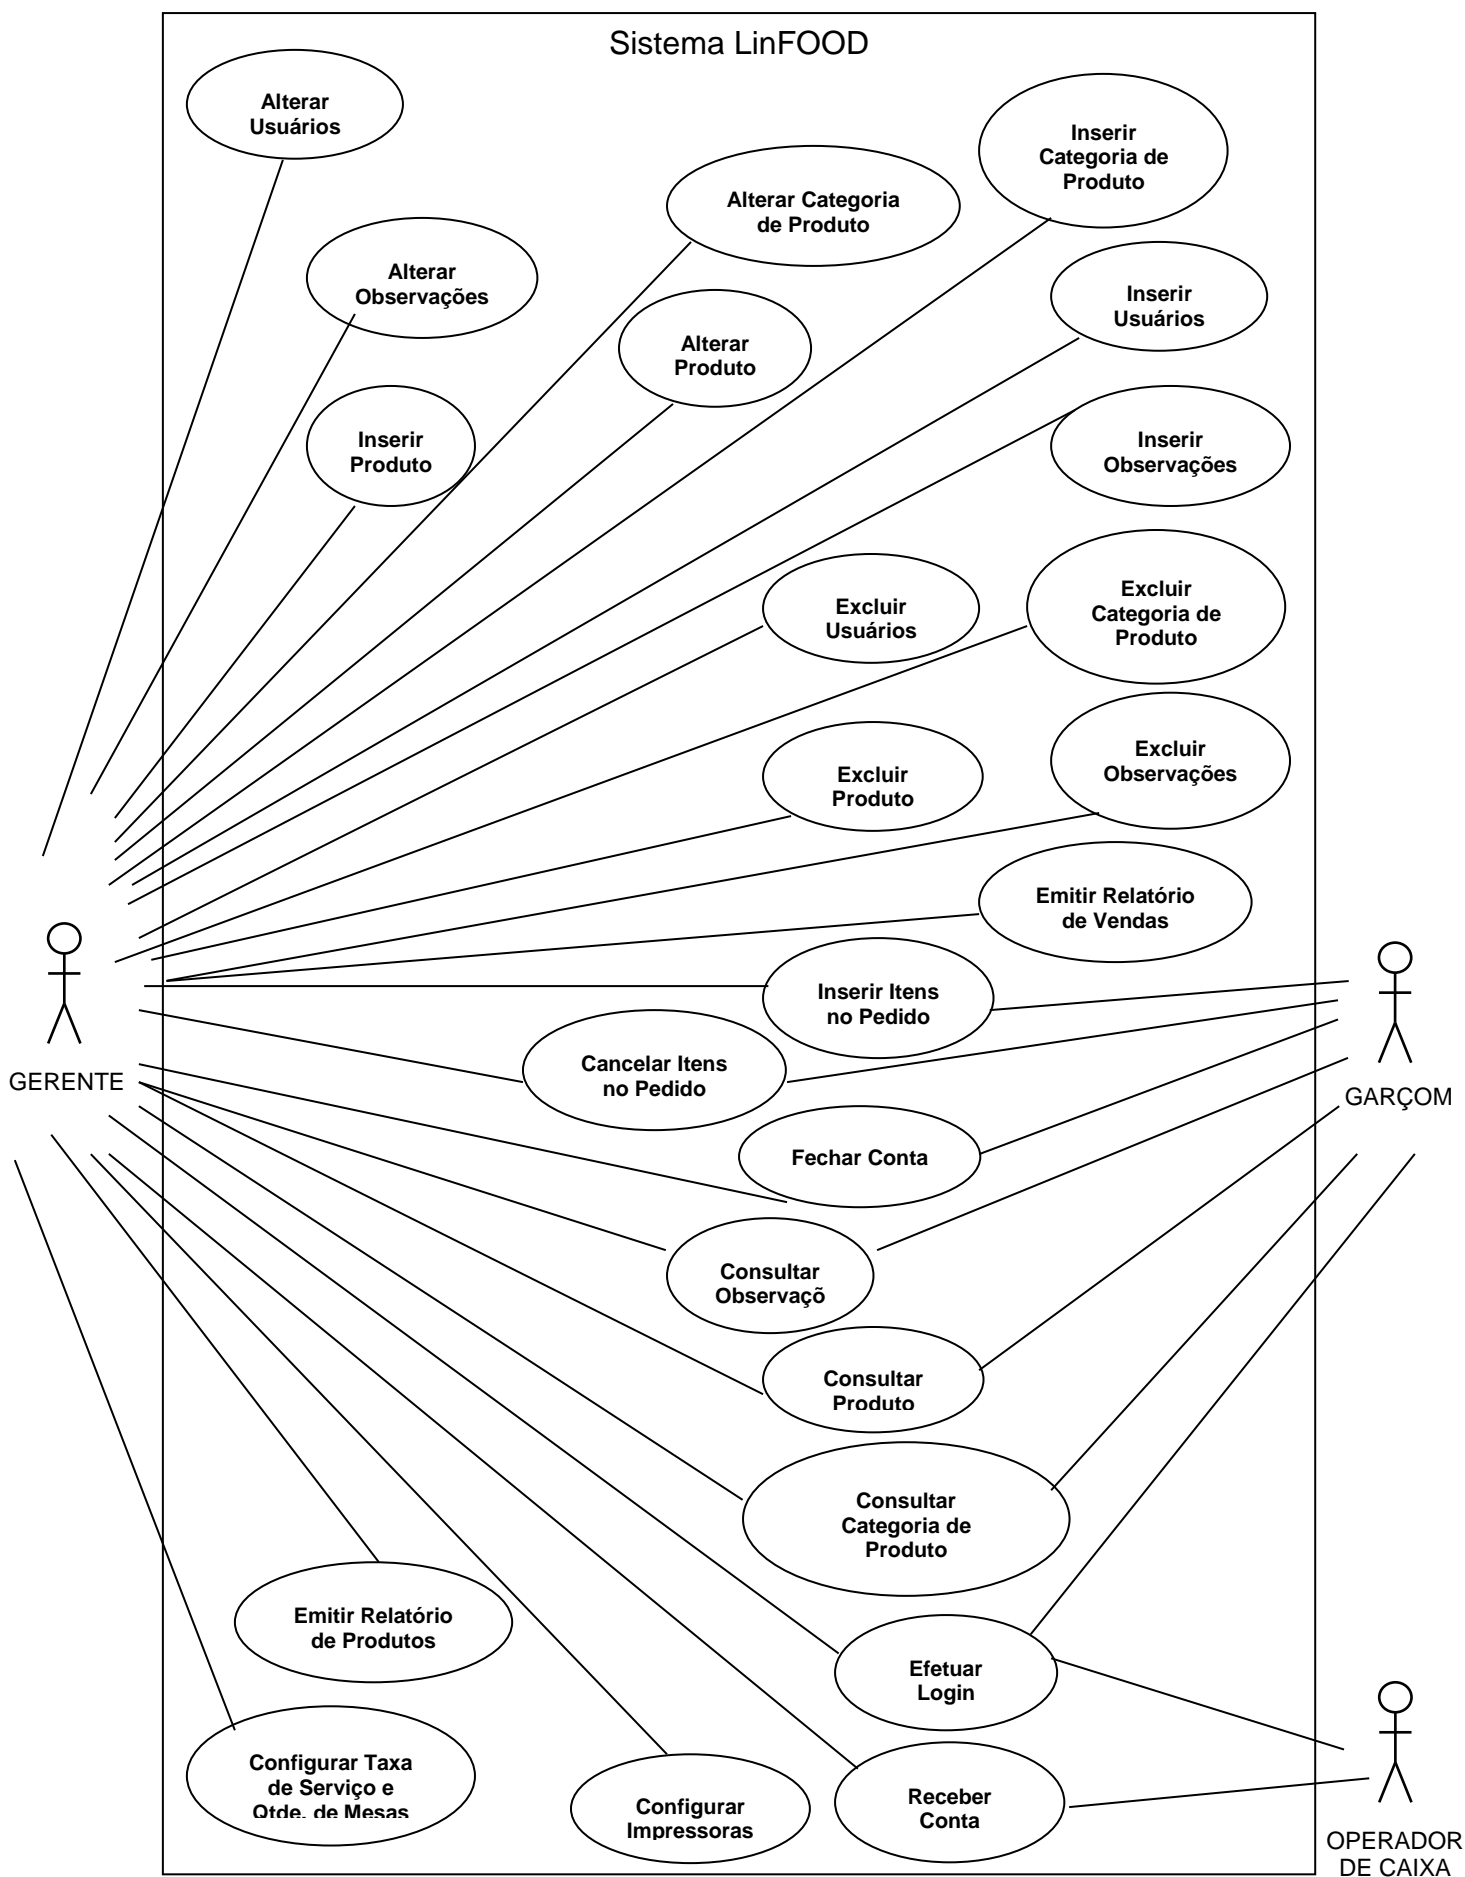 Sistema LinFOOD
Alterar
Usuários
Inserir
Categoria de
Produto
Alterar Categoria
de Produto
Alterar
Observações
Inserir
Usuários
Alterar
Produto
Inserir
Produto
Inserir
Observações
Excluir
Usuários
Excluir
Categoria de
Produto
Excluir
Produto
Excluir
Observações
Emitir Relatório
de Vendas
Inserir Itens
no Pedido
Cancelar Itens
no Pedido
GERENTE
GARÇOM
Fechar Conta
Consultar
Observaçõ
Consultar
Produto
Consultar
Categoria de
Produto
Emitir Relatório
de Produtos
Efetuar
Login
Configurar Taxa
de Serviço e
Qtde. de Mesas
Configurar
Impressoras
Receber
Conta
OPERADOR
DE CAIXA